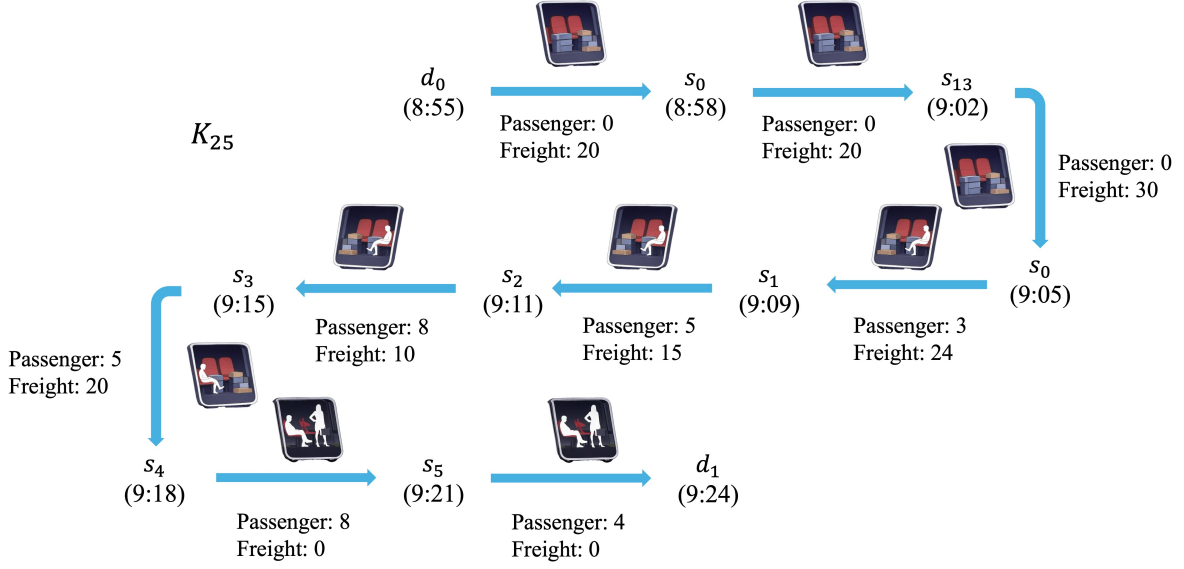 d₀
(8:55)
Passenger: 0
Freight: 20
s₀
(8:58)
Passenger: 0
Freight: 20
s₁₃
(9:02)
K₂₅
Passenger: 0
Freight: 30
s₀
(9:05)
Passenger: 3
Freight: 24
s₁
(9:09)
Passenger: 5
Freight: 15
s₂
(9:11)
Passenger: 8
Freight: 10
s₃
(9:15)
Passenger: 5
Freight: 20
s₄
(9:18)
Passenger: 8
Freight: 0
s₅
(9:21)
Passenger: 4
Freight: 0
d₁
(9:24)